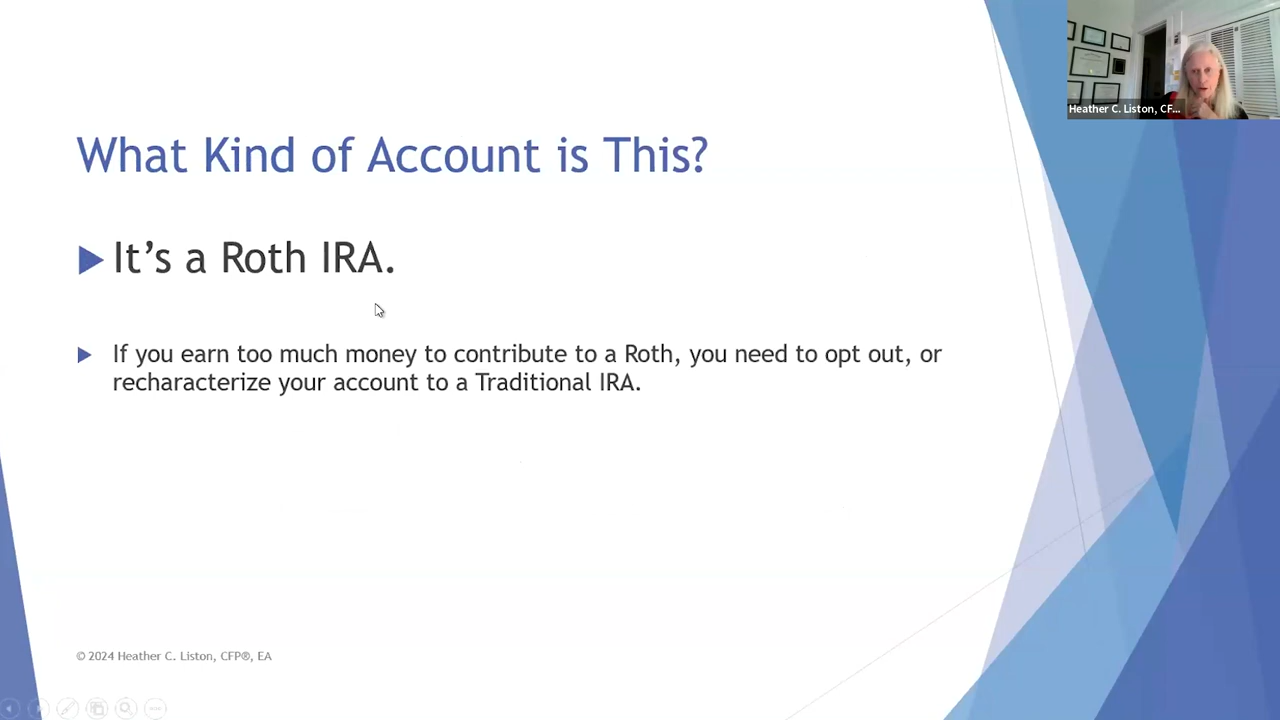 Heather C. Liston, CF...
What Kind of Account is This?
It's a Roth IRA.
If you earn too much money to contribute to a Roth, you need to opt out, or
recharacterize your account to a Traditional IRA.
© 2024 Heather C. Liston, CFP®, EA